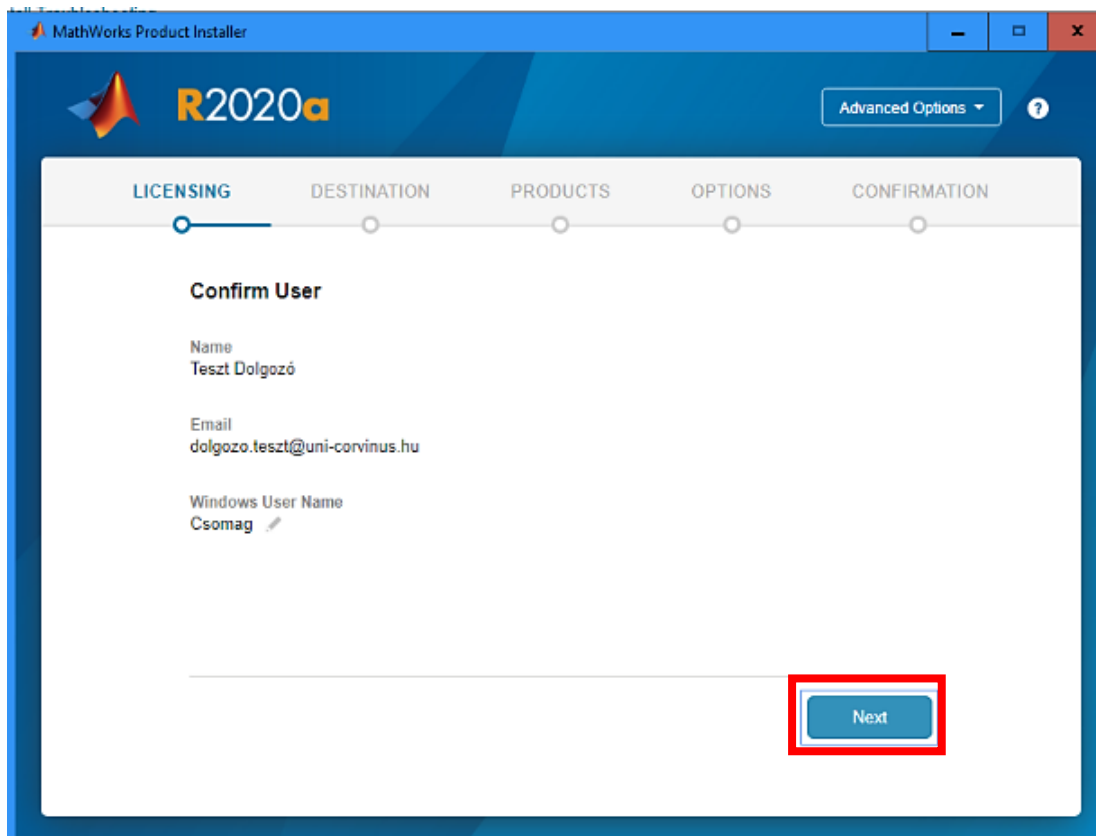 MathWorks Product Installer
R2020a
Advanced Options
?
LICENSING DESTINATION PRODUCTS OPTIONS CONFIRMATION
Confirm User
Name
Teszt Dolgozó
Email
dolgozo.teszt@uni-corvinus.hu
Windows User Name
Csomag
Next